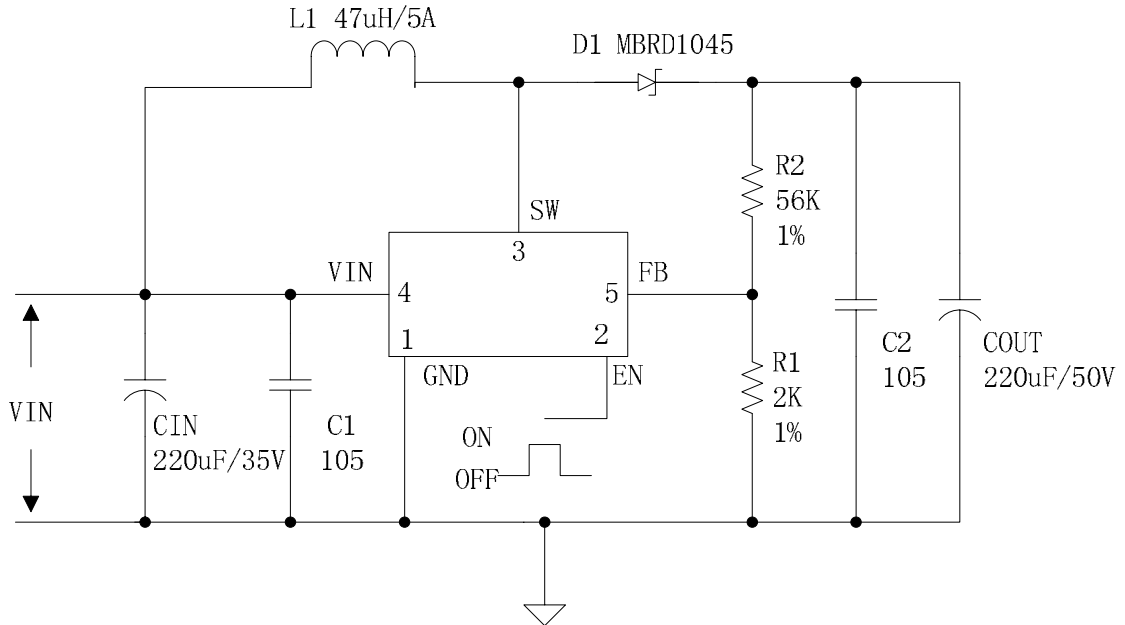 L1 47uH/5A
D1 MBRD1045
R2
56K
1%
SW
3
VIN
FB
4
5
1
2
GND
EN
R1
2K
1%
C2
105
COUT
220uF/50V
VIN
CIN
220uF/35V
C1
105
ON
OFF